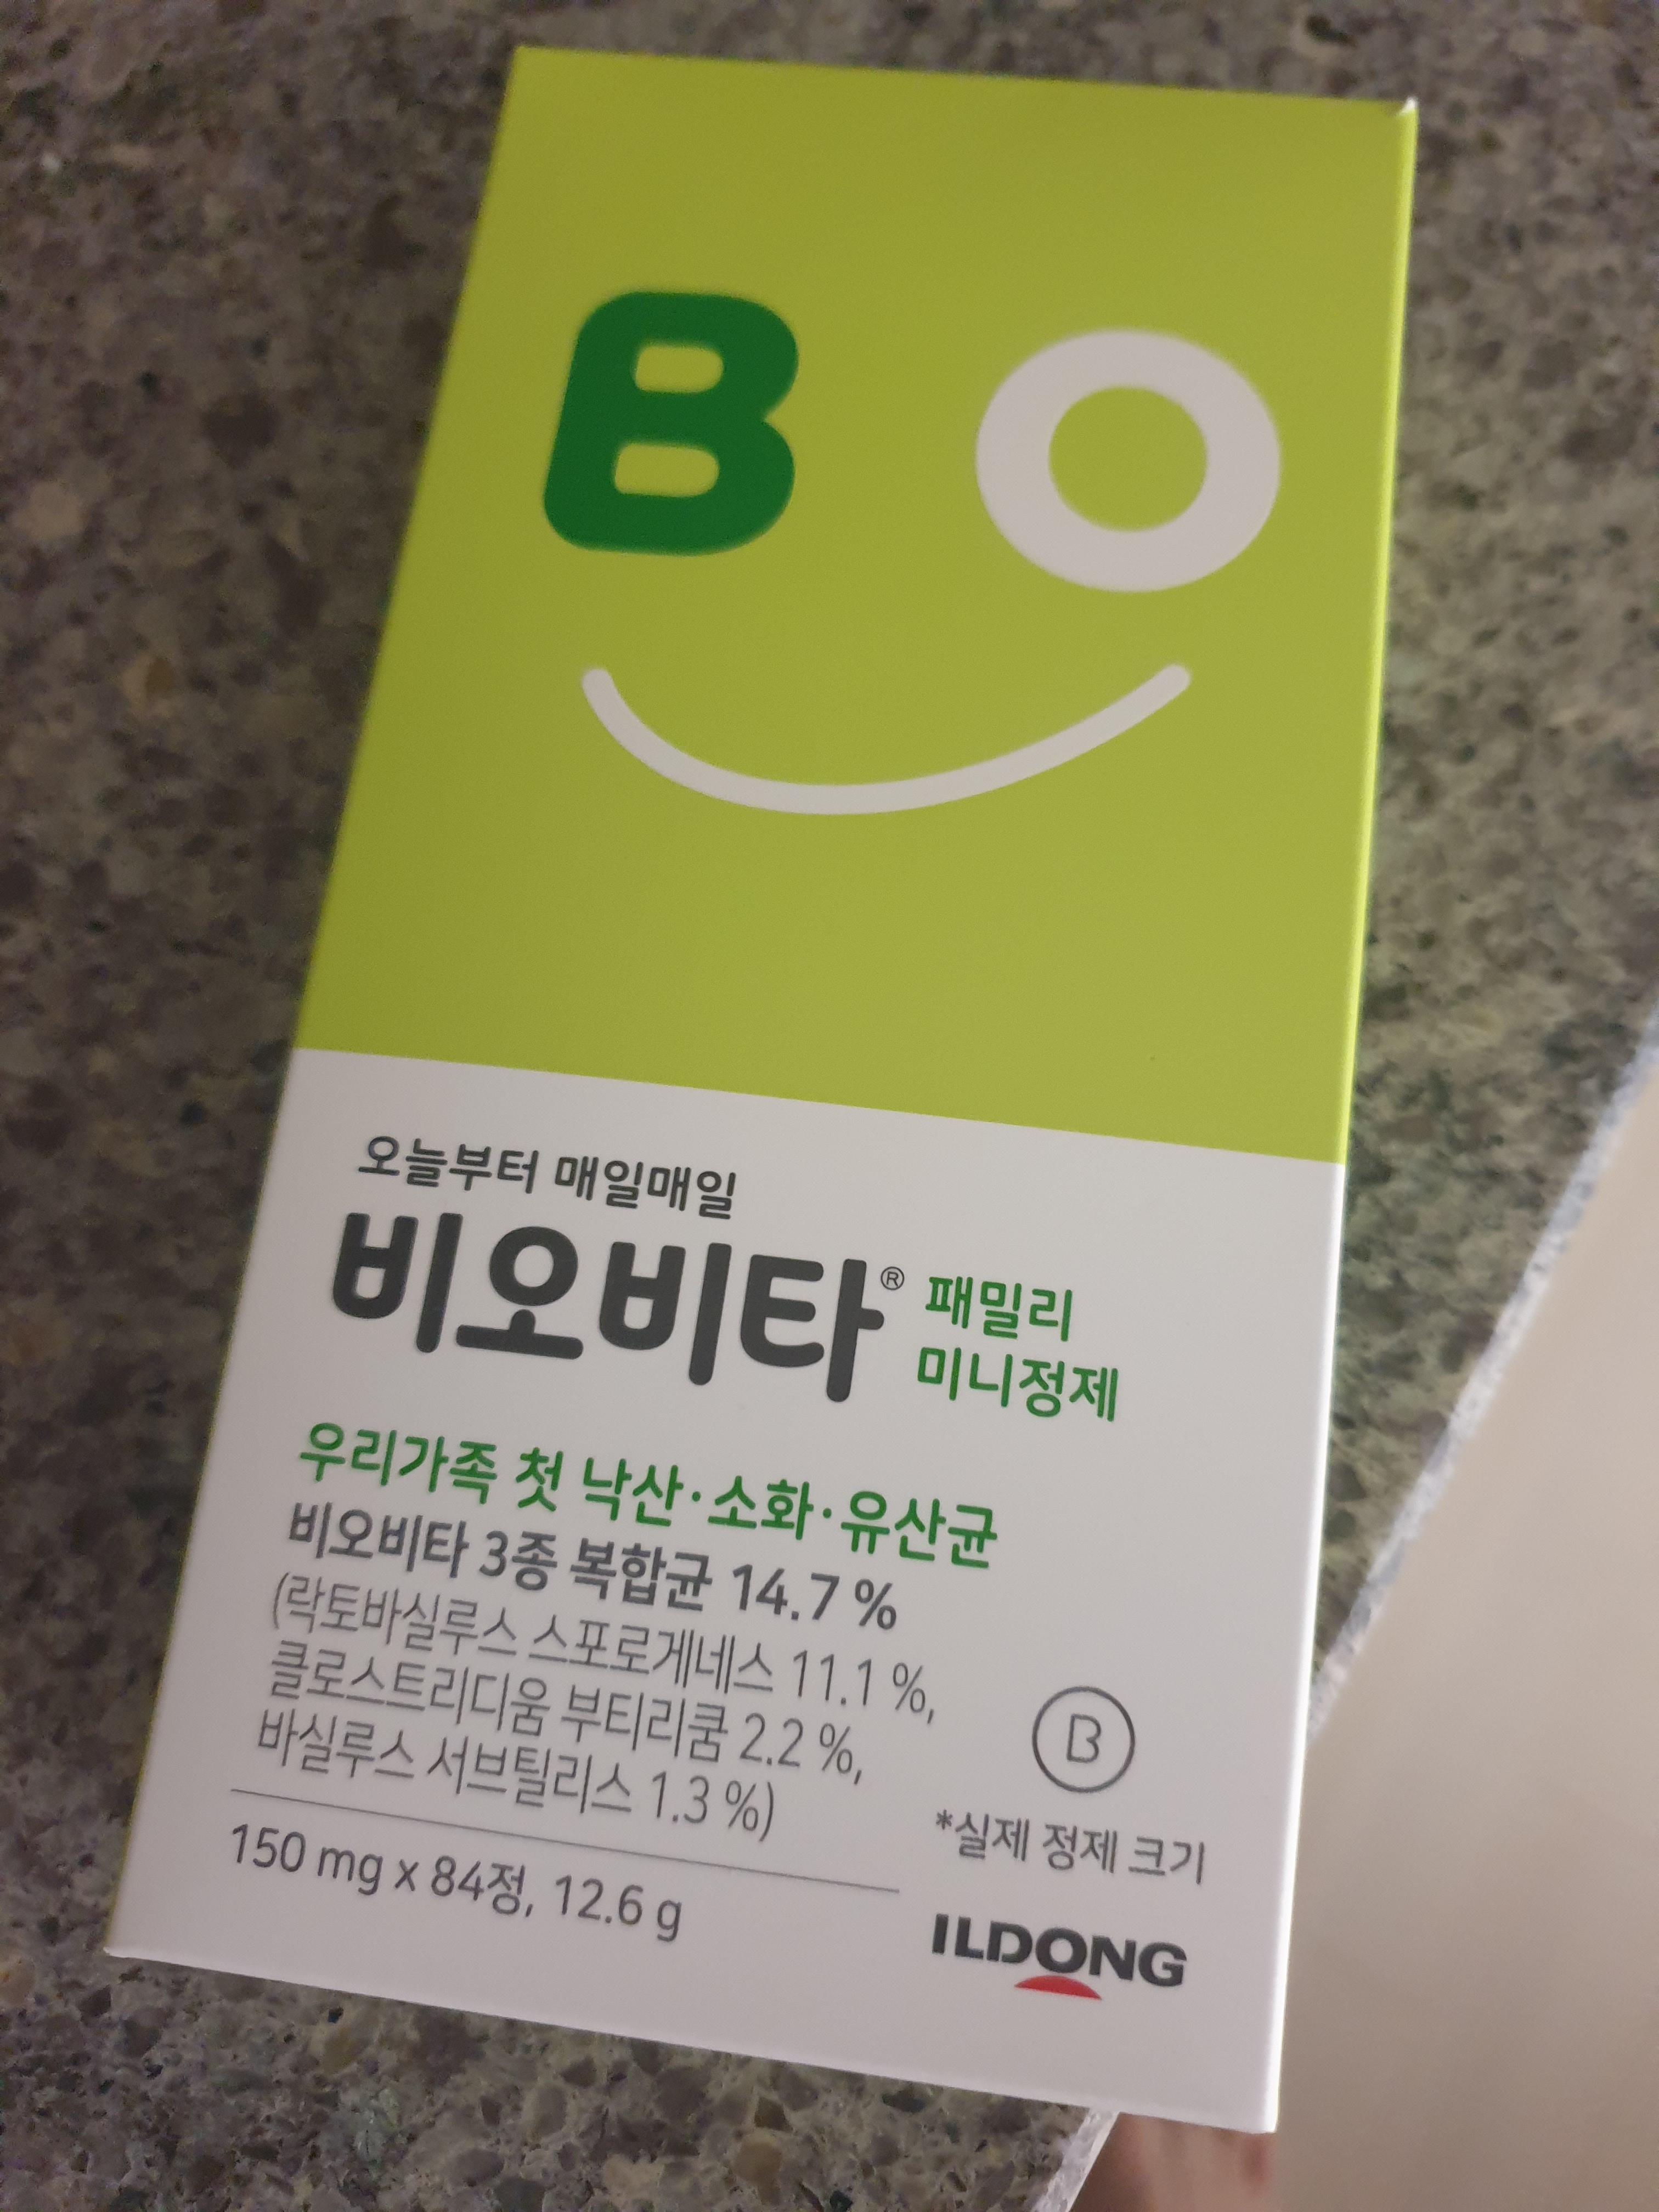 B O
오늘부터 매일매일
비오비타® 패밀리
미니정제
우리가족 첫 낙산·소화·유산균
비오비타 3종 복합균 14.7 %
(락토바실루스 스포로게네스 11.1 %,
클로스트리디움 부티리쿰 2.2 %,
바실루스 서브틸리스 1.3 %)
B
*실제 정제 크기
150 mg x 84정, 12.6 g
ILDONG